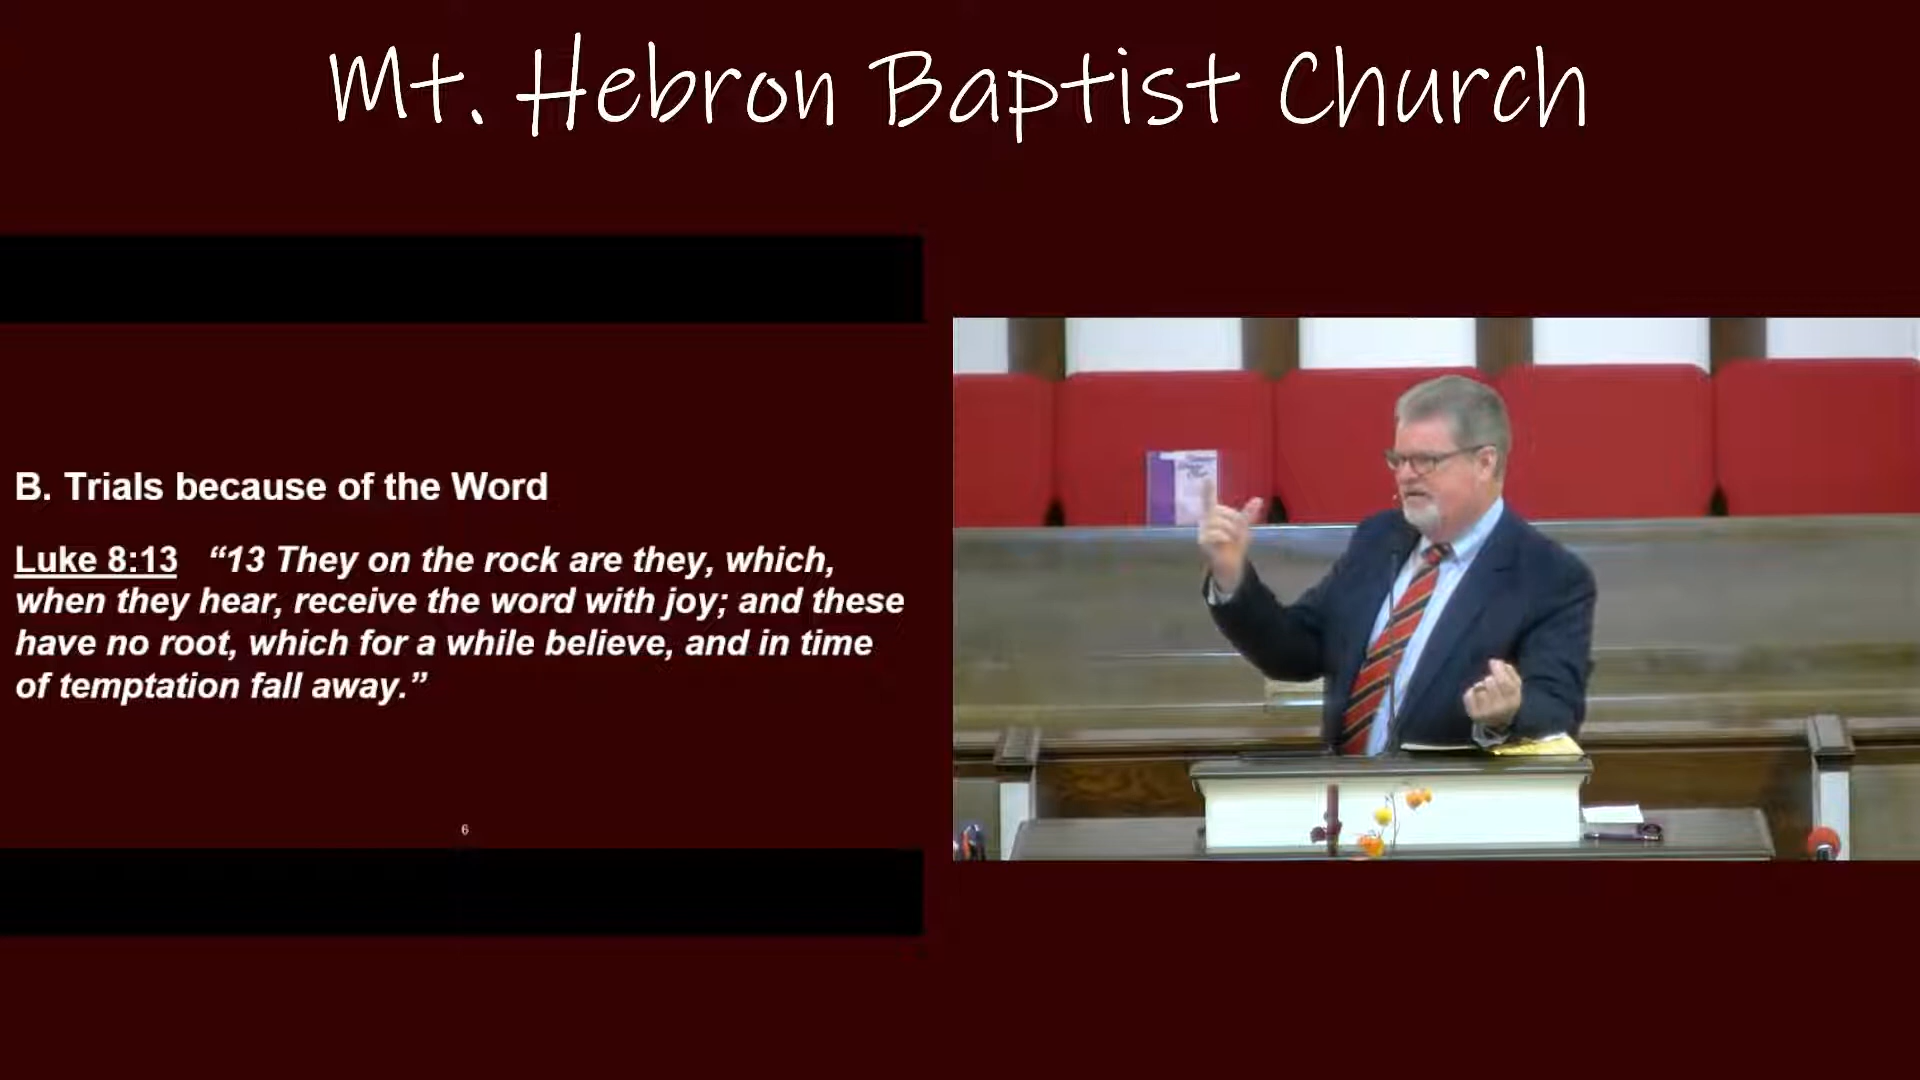 Mt. Hebron Baptist Church
B. Trials because of the Word
Luke 8:13 “13 They on the rock are they, which,
when they hear, receive the word with joy; and these
have no root, which for a while believe, and in time
of temptation fall away.”
6